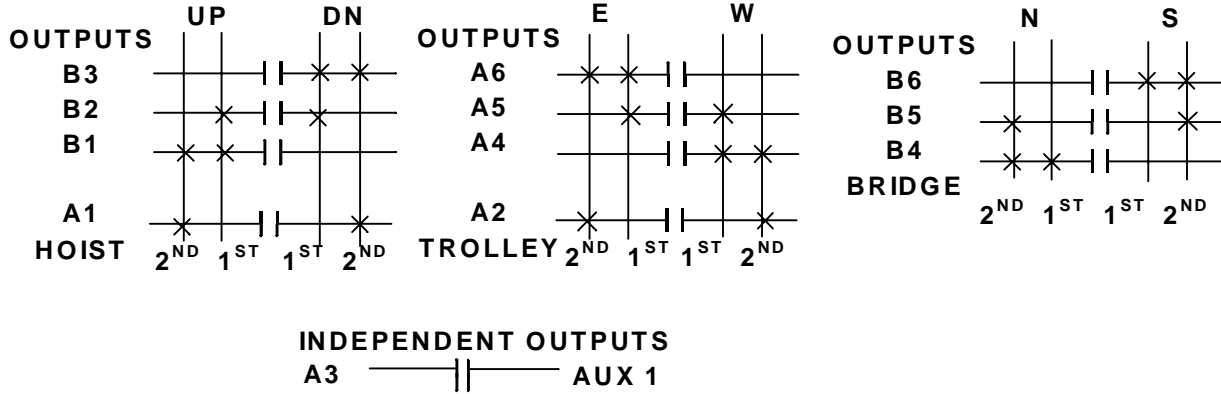 UP DN
OUTPUTS
B3
B2
B1
A1
HOIST 2ND 1ST 1ST 2ND
E W
OUTPUTS
A6
A5
A4
A2
TROLLEY 2ND 1ST 1ST 2ND
N S
OUTPUTS
B6
B5
B4
BRIDGE
2ND 1ST 1ST 2ND
INDEPENDENT OUTPUTS
A3 AUX 1